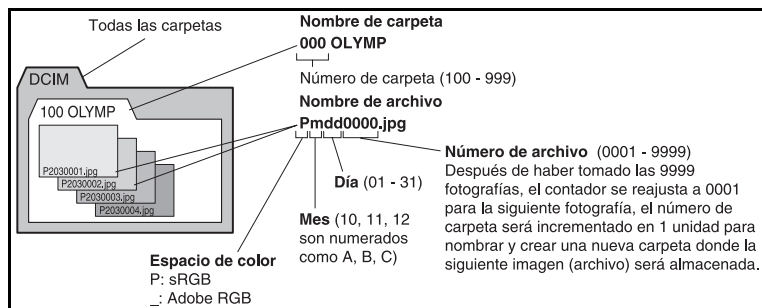 Todas las carpetas
DCIM
100 OLYMP
P2030001.jpg
P2030002.jpg
P2030003.jpg
P2030004.jpg
Nombre de carpeta
000 OLYMP
Número de carpeta (100 - 999)
Nombre de archivo
Pmdd0000.jpg
Día (01 - 31)
Mes (10, 11, 12
son numerados
como A, B, C)
Espacio de color
P: sRGB
_: Adobe RGB
Número de archivo (0001 - 9999)
Después de haber tomado las 9999
fotografías, el contador se reajusta a 0001
para la siguiente fotografía, el número de
carpeta será incrementado en 1 unidad para
nombrar y crear una nueva carpeta donde la
siguiente imagen (archivo) será almacenada.